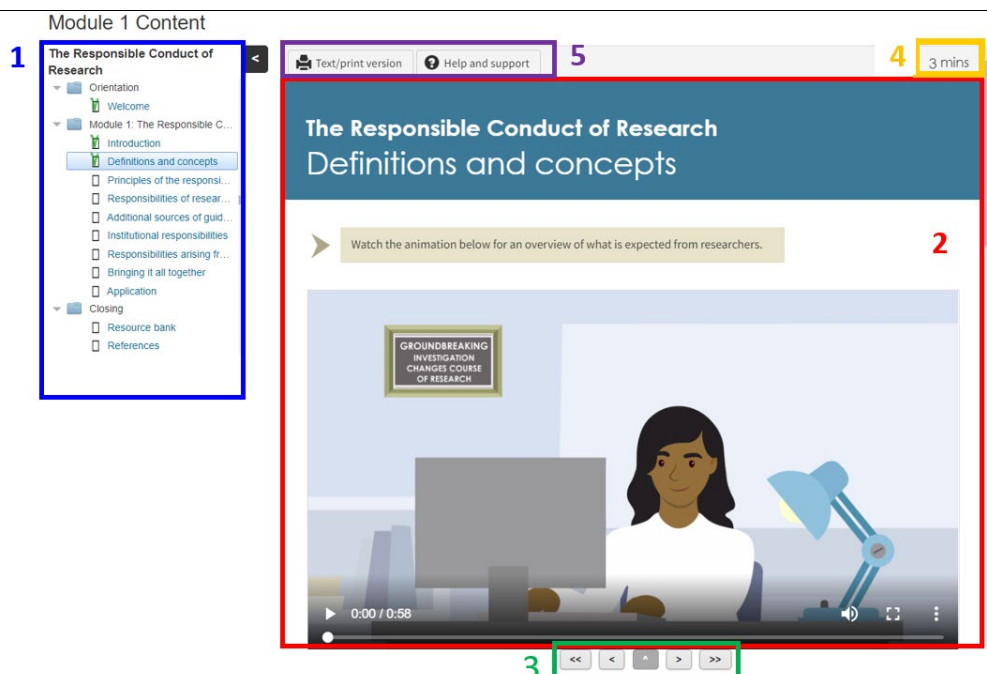 Module 1 Content
1
The Responsible Conduct of
Research
<
Orientation
Welcome
Module 1: The Responsible C...
Introduction
Definitions and concepts
Principles of the responsi...
Responsibilities of resear...
Additional sources of guid...
Institutional responsibilities
Responsibilities arising fr...
Bringing it all together
Application
Closing
Resource bank
References
Text/print version
? Help and support
5
4
3 mins
The Responsible Conduct of Research
Definitions and concepts
Watch the animation below for an overview of what is expected from researchers.
2
GROUNDBREAKING
INVESTIGATION
CHANGES COURSE
OF RESEARCH
0:00 / 0:58
3
<< < ^ > >>